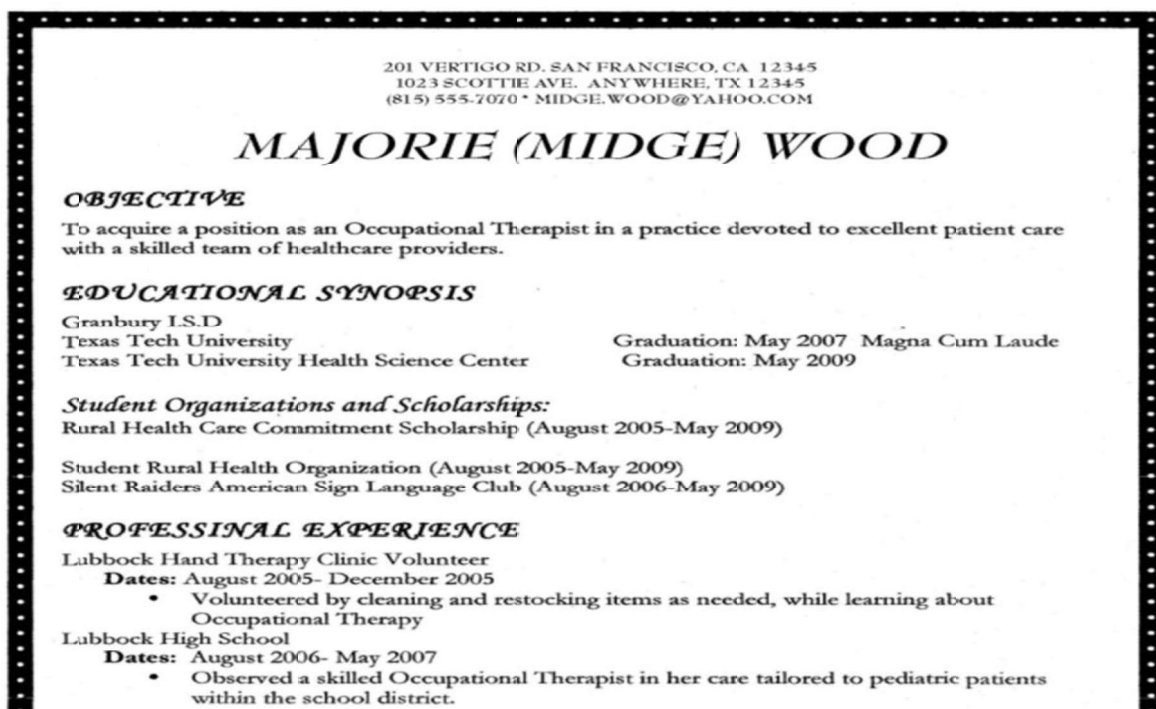 201 VERTIGO RD. SAN FRANCISCO, CA 12345
1023 SCOTTIE AVE. ANYWHERE, TX 12345
(815) 555-7070 * MIDGE.WOOD@YAHOO.COM
MAJORIE (MIDGE) WOOD
OBJECTIVE
To acquire a position as an Occupational Therapist in a practice devoted to excellent patient care
with a skilled team of healthcare providers.
EDUCATIONAL SYNOPSIS
Granbury I.S.D
Texas Tech University Graduation: May 2007 Magna Cum Laude
Texas Tech University Health Science Center Graduation: May 2009
Student Organizations and Scholarships:
Rural Health Care Commitment Scholarship (August 2005-May 2009)
Student Rural Health Organization (August 2005-May 2009)
Silent Raiders American Sign Language Club (August 2006-May 2009)
PROFESSINAL EXPERIENCE
Lubbock Hand Therapy Clinic Volunteer
Dates: August 2005- December 2005
• Volunteered by cleaning and restocking items as needed, while learning about
Occupational Therapy
Lubbock High School
Dates: August 2006- May 2007
• Observed a skilled Occupational Therapist in her care tailored to pediatric patients
within the school district.